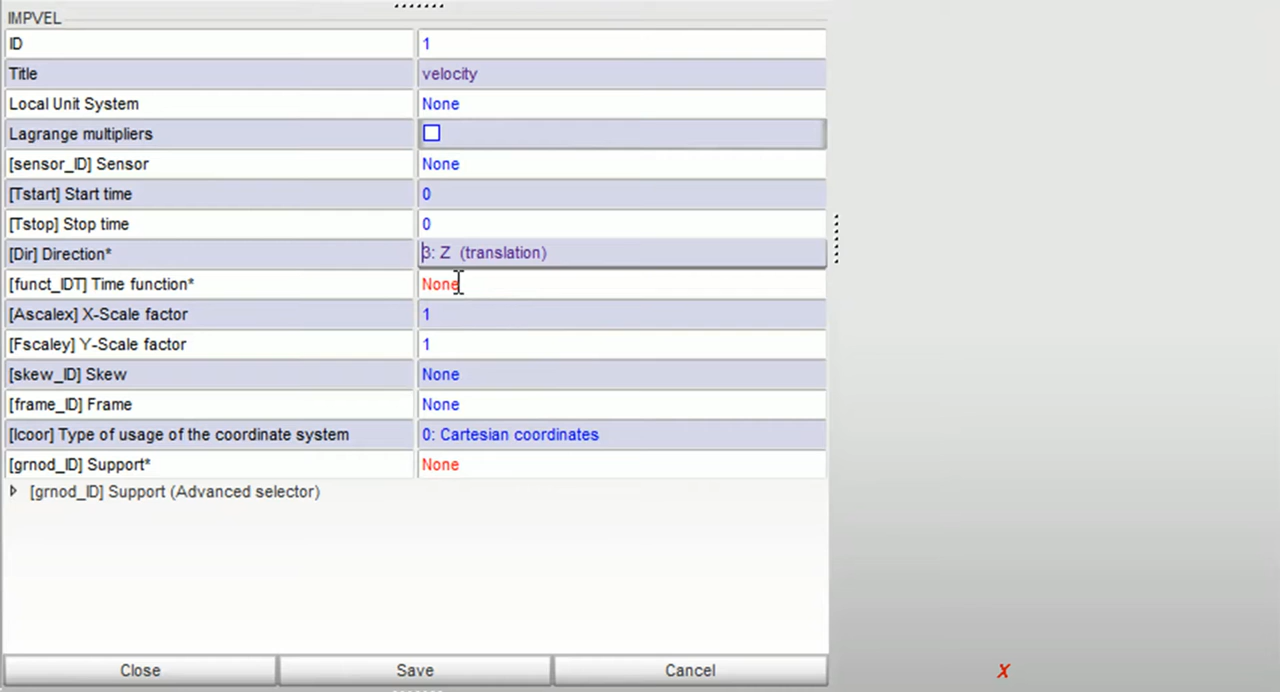 IMPVEL
ID 1
Title velocity
Local Unit System None
Lagrange multipliers
[sensor_ID] Sensor None
[Tstart] Start time 0
[Tstop] Stop time 0
[Dir] Direction* 3: Z (translation)
[funct_IDT] Time function* None
[Ascalex] X-Scale factor 1
[Fscaley] Y-Scale factor 1
[skew_ID] Skew None
[frame_ID] Frame None
[Icoor] Type of usage of the coordinate system 0: Cartesian coordinates
[grnod_ID] Support* None
[grnod_ID] Support (Advanced selector)
Close Save Cancel
X